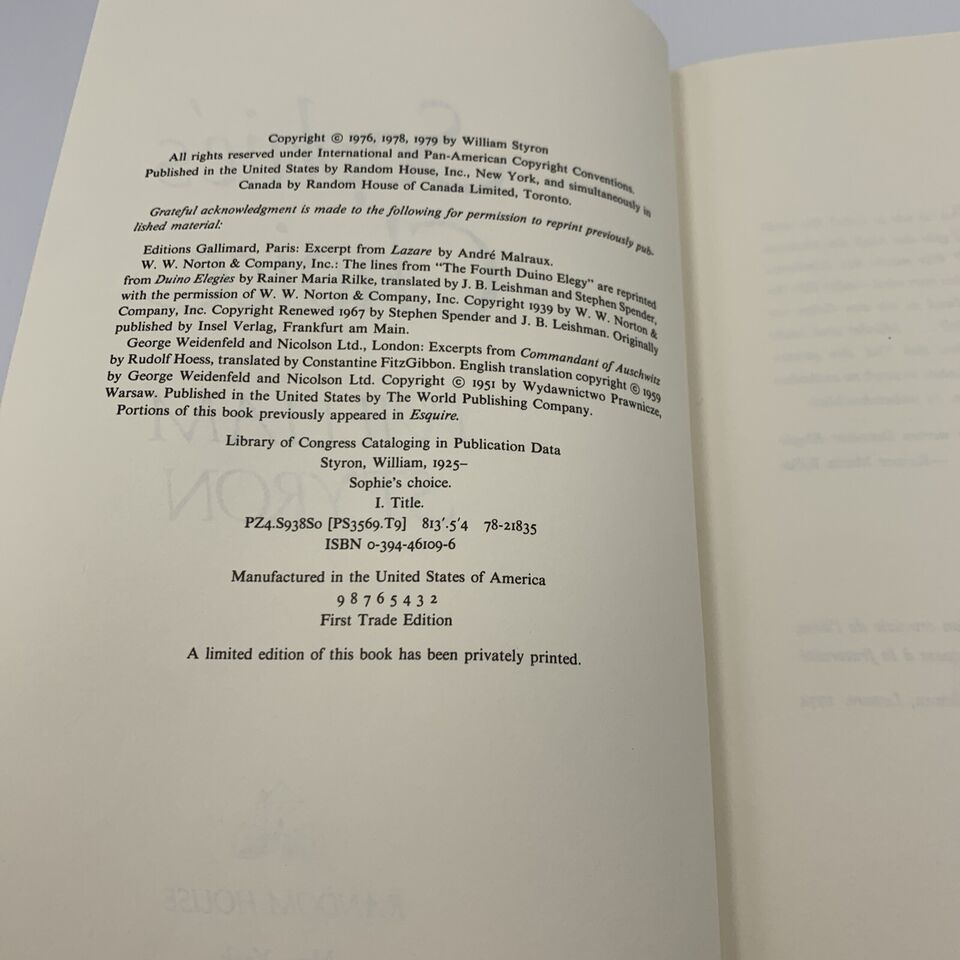 Copyright © 1976, 1978, 1979 by William Styron
All rights reserved under International and Pan-American Copyright Conventions.
Published in the United States by Random House, Inc., New York, and simultaneously in
Canada by Random House of Canada Limited, Toronto.
Grateful acknowledgment is made to the following for permission to reprint previously pub-
lished material:
Editions Gallimard, Paris: Excerpt from Lazare by André Malraux.
W. W. Norton & Company, Inc.: The lines from "The Fourth Duino Elegy" are reprinted
from Duino Elegies by Rainer Maria Rilke, translated by J. B. Leishman and Stephen Spender,
with the permission of W. W. Norton & Company, Inc. Copyright 1939 by W. W. Norton &
Company, Inc. Copyright Renewed 1967 by Stephen Spender and J. B. Leishman. Originally
published by Insel Verlag, Frankfurt am Main.
George Weidenfeld and Nicolson Ltd., London: Excerpts from Commandant of Auschwitz
by Rudolf Hoess, translated by Constantine FitzGibbon. English translation copyright © 1959
by George Weidenfeld and Nicolson Ltd. Copyright © 1951 by Wydawnictwo Prawnicze,
Warsaw. Published in the United States by The World Publishing Company.
Portions of this book previously appeared in Esquire.
Library of Congress Cataloging in Publication Data
Styron, William, 1925–
Sophie's choice.
I. Title.
PZ4.S938So [PS3569.T9] 813'.5'4 78-21835
ISBN 0-394-46109-6
Manufactured in the United States of America
9 8 7 6 5 4 3 2
First Trade Edition
A limited edition of this book has been privately printed.
RANDOM HOUSE